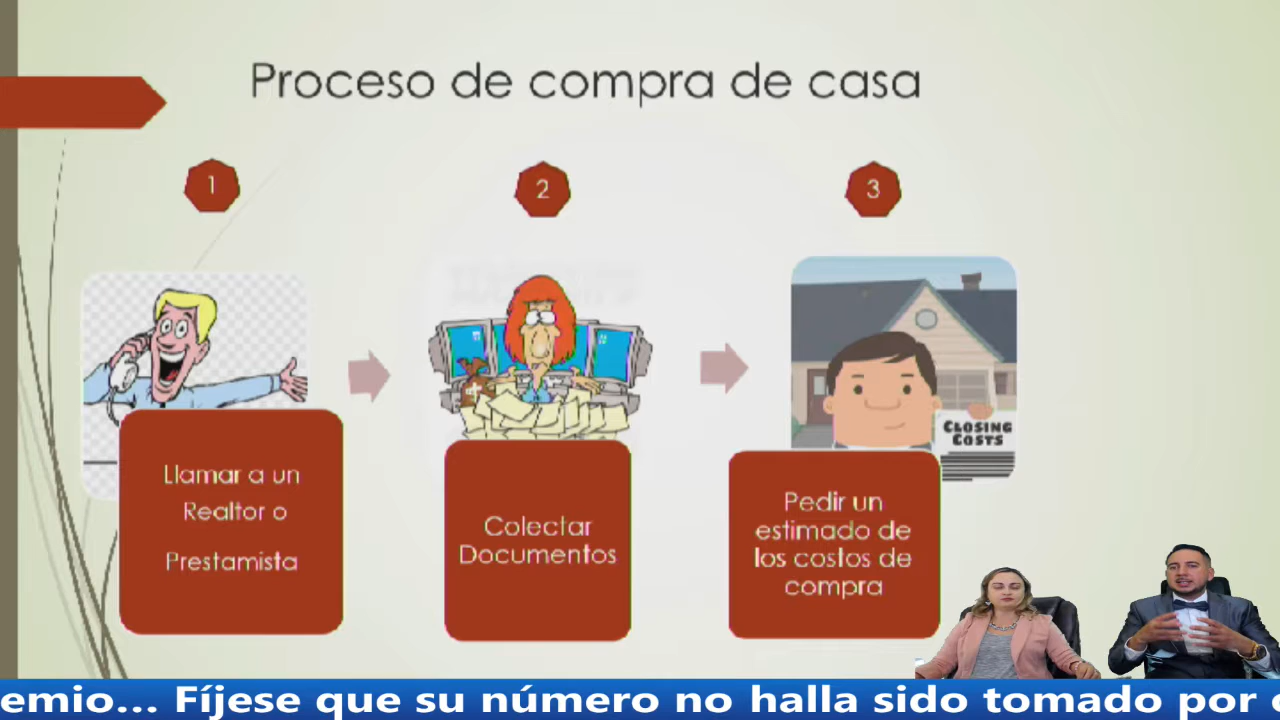 Proceso de compra de casa
1
2
3
CLOSING
COSTS
Llamar a un
Realtor o
Prestamista
Colectar
Documentos
Pedir un
estimado de
los costos de
compra
emio... Fíjese que su número no halla sido tomado por